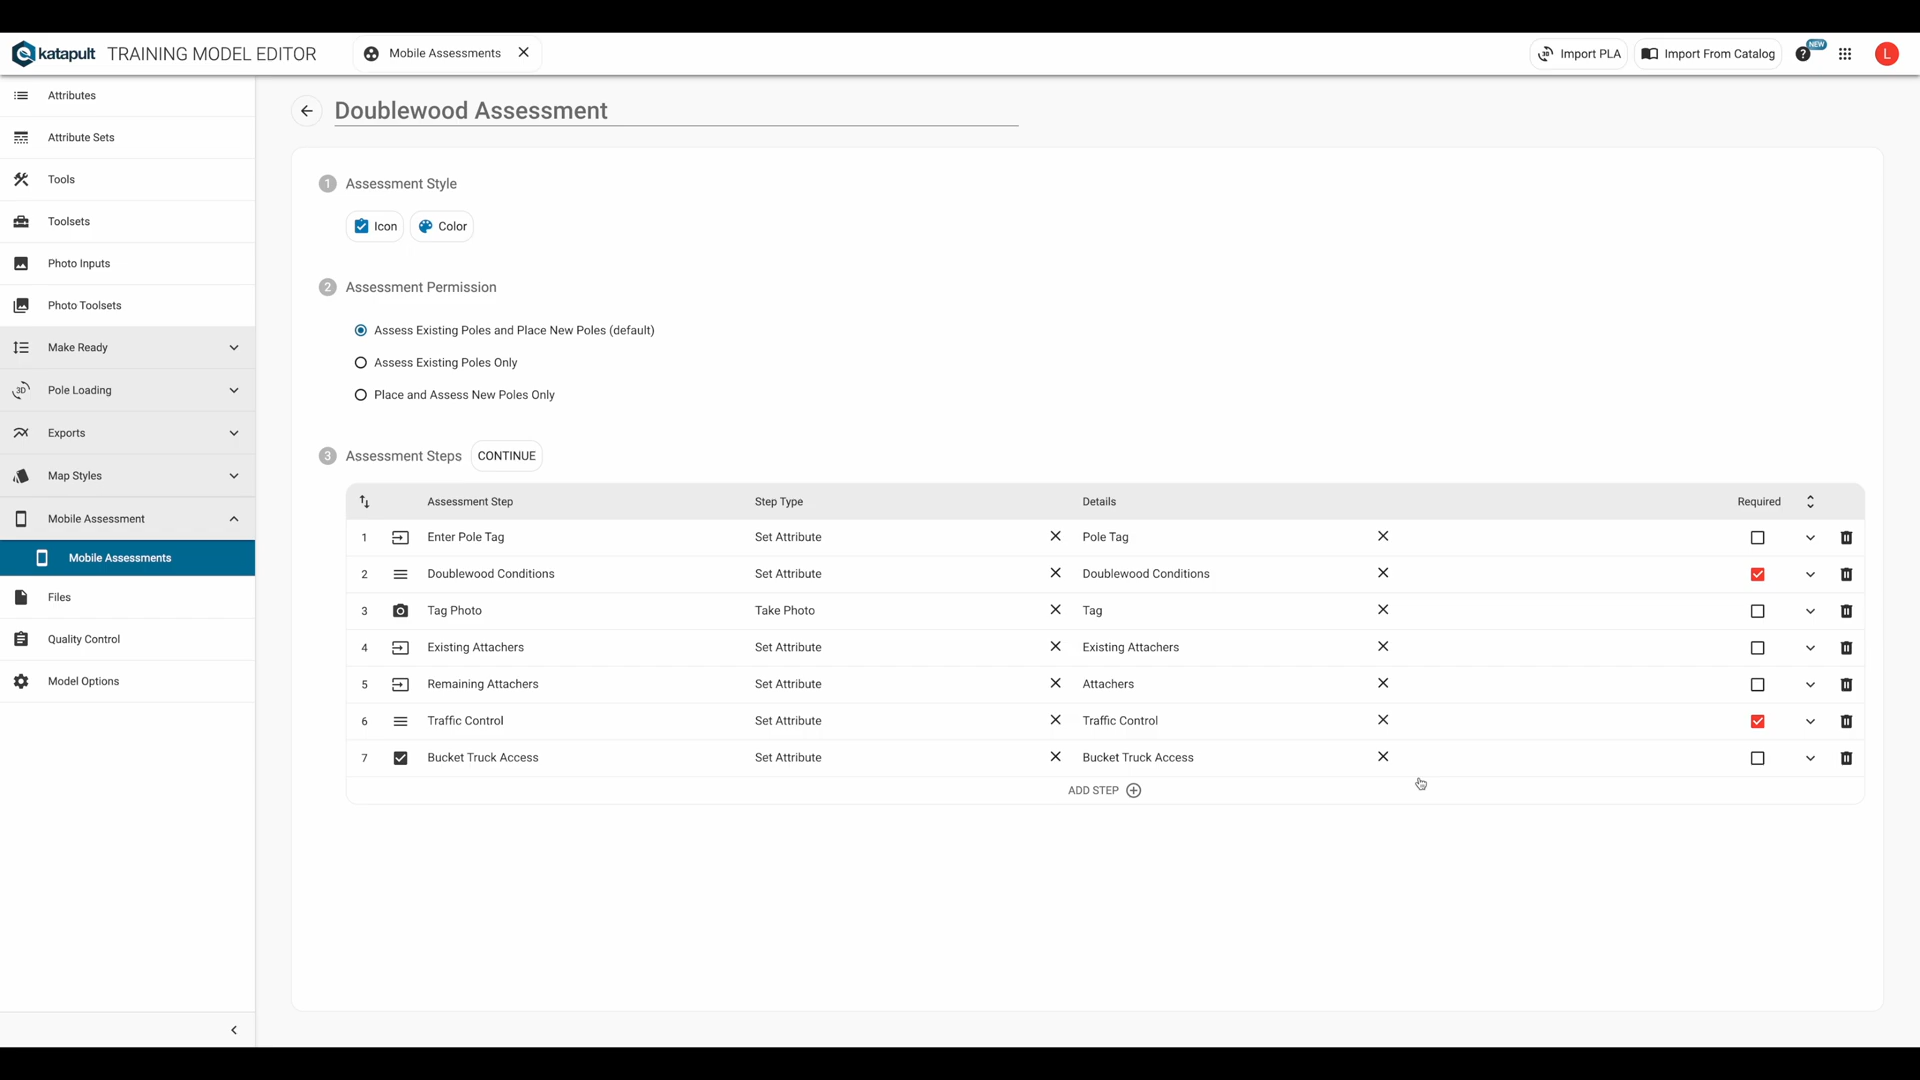 katapult TRAINING MODEL EDITOR
Mobile Assessments
Import PLA
Import From Catalog
NEW
L
Attributes
Attribute Sets
Tools
Toolsets
Photo Inputs
Photo Toolsets
Make Ready
3D Pole Loading
Exports
Map Styles
Mobile Assessment
Mobile Assessments
Files
Quality Control
Model Options
Doublewood Assessment
1 Assessment Style
Icon Color
2 Assessment Permission
Assess Existing Poles and Place New Poles (default)
Assess Existing Poles Only
Place and Assess New Poles Only
3 Assessment Steps CONTINUE
Assessment Step Step Type Details Required
1 Enter Pole Tag Set Attribute Pole Tag
2 Doublewood Conditions Set Attribute Doublewood Conditions
3 Tag Photo Take Photo Tag
4 Existing Attachers Set Attribute Existing Attachers
5 Remaining Attachers Set Attribute Attachers
6 Traffic Control Set Attribute Traffic Control
7 Bucket Truck Access Set Attribute Bucket Truck Access
ADD STEP